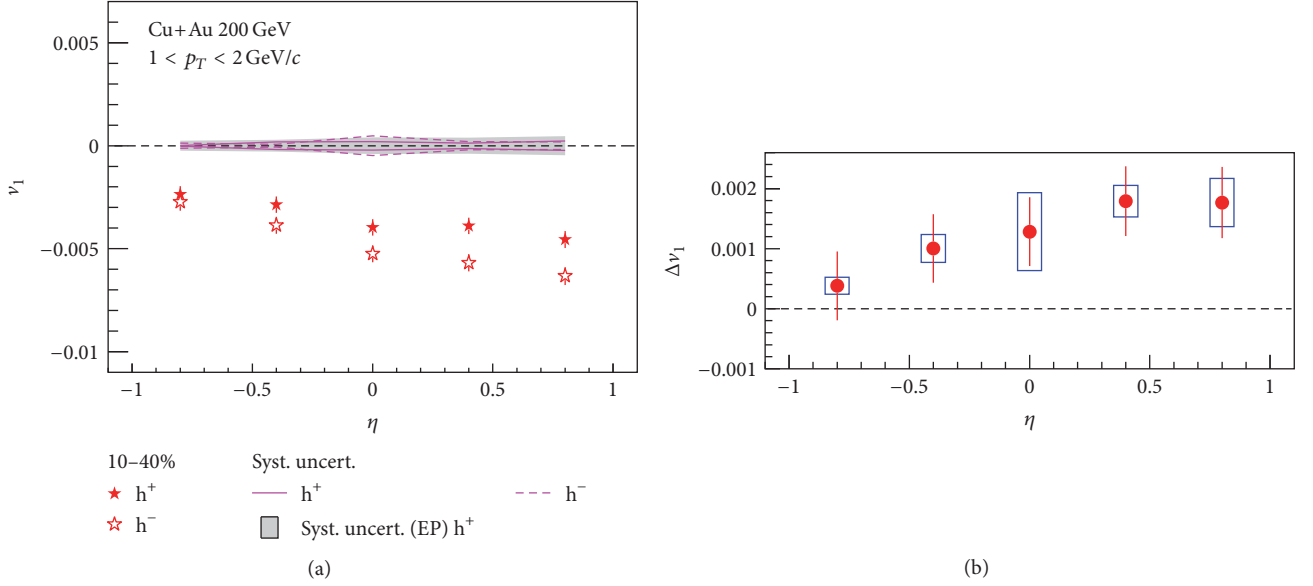 Cu+Au 200 GeV
1 < p_T < 2 GeV/c
0.005
0
−0.005
−0.01
v₁
−1
−0.5
0
0.5
1
η
10–40%
h⁺
h⁻
Syst. uncert.
h⁺
h⁻
Syst. uncert. (EP) h⁺
(a)
0.002
0.001
0
−0.001
Δv₁
−1
−0.5
0
0.5
1
η
(b)